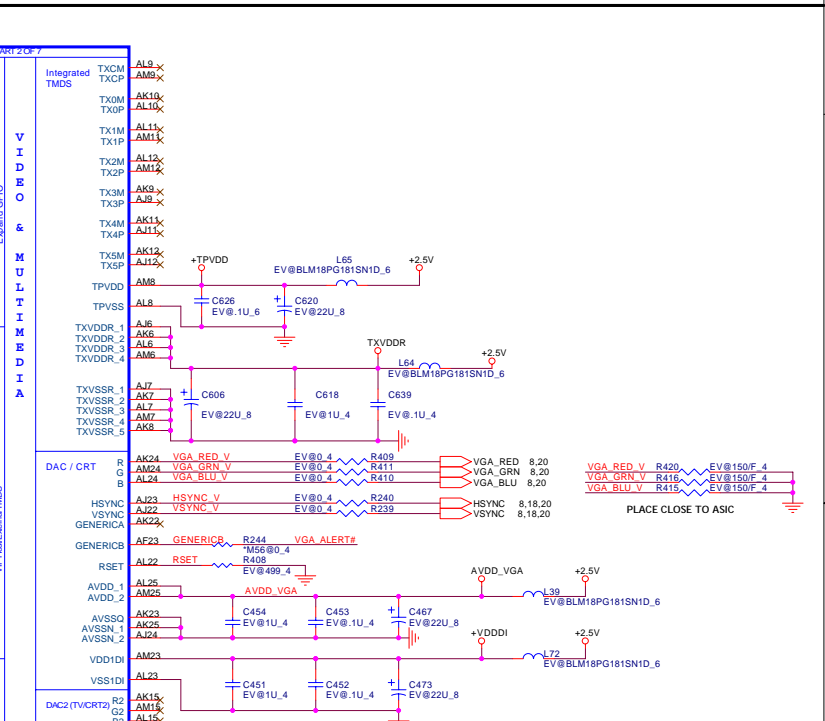 ART 2 OF 7
Integrated
TMDS
VIDEO & MULTIMEDIA
TXCM AL9
TXCP AM9
TX0M AK10
TX0P AL10
TX1M AL11
TX1P AM11
TX2M AL12
TX2P AM12
TX3M AK9
TX3P AJ9
TX4M AK11
TX4P AJ11
TX5M AK12
TX5P AJ12
+TPVDD L65 +2.5V
EV@BLM18PG181SN1D_6
TPVDD AM8
C626 C620
EV@.1U_6 EV@22U_8
TPVSS AL8
TXVDDR_1 AJ6
TXVDDR_2 AK6
TXVDDR_3 AL6
TXVDDR_4 AM6
TXVDDR
L64 +2.5V
EV@BLM18PG181SN1D_6
TXVSSR_1 AJ7
TXVSSR_2 AK7
TXVSSR_3 AL7
TXVSSR_4 AM7
TXVSSR_5 AK8
C606 C618 C639
EV@22U_8 EV@1U_4 EV@.1U_4
DAC / CRT
R AK24 VGA_RED_V EV@0_4 R409 VGA_RED 8,20
G AM24 VGA_GRN_V EV@0_4 R411 VGA_GRN 8,20
B AL24 VGA_BLU_V EV@0_4 R410 VGA_BLU 8,20
VGA_RED_V R420 EV@150/F_4
VGA_GRN_V R416 EV@150/F_4
VGA_BLU_V R415 EV@150/F_4
PLACE CLOSE TO ASIC
HSYNC AJ23 HSYNC_V EV@0_4 R240 HSYNC 8,18,20
VSYNC AJ22 VSYNC_V EV@0_4 R239 VSYNC 8,18,20
GENERICA AK22
GENERICB AF23 GENERICB R244 VGA_ALERT#
*M56@0_4
RSET AL22 RSET R408
EV@499_4
AVDD_1 AL25
AVDD_2 AM25 AVDD_VGA
AVDD_VGA L39 +2.5V
EV@BLM18PG181SN1D_6
AVSSQ AK23
AVSSN_1 AK25
AVSSN_2 AJ24
C454 C453 C467
EV@1U_4 EV@.1U_4 EV@22U_8
+VDDDI L72 +2.5V
EV@BLM18PG181SN1D_6
VDD1DI AM23
VSS1DI AL23
C451 C452 C473
EV@1U_4 EV@.1U_4 EV@22U_8
DAC2 (TV/CRT2)
R2 AK15
G2 AM15
AL15